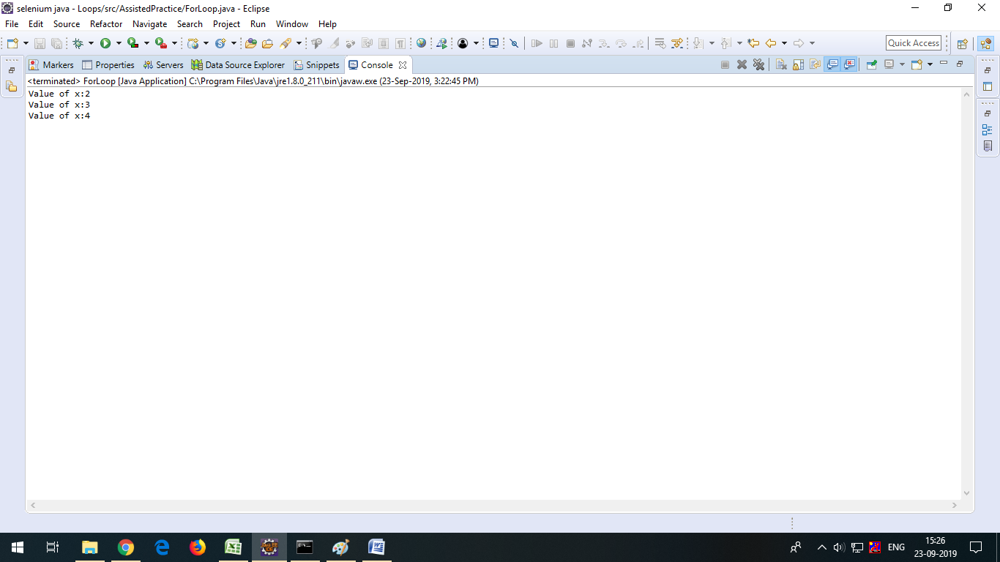 selenium java - Loops/src/AssistedPractice/ForLoop.java - Eclipse
File Edit Source Refactor Navigate Search Project Run Window Help
Quick Access
Markers Properties Servers Data Source Explorer Snippets Console
<terminated> ForLoop [Java Application] C:\Program Files\Java\jre1.8.0_211\bin\javaw.exe (23-Sep-2019, 3:22:45 PM)
Value of x:2
Value of x:3
Value of x:4
ENG
15:26
23-09-2019